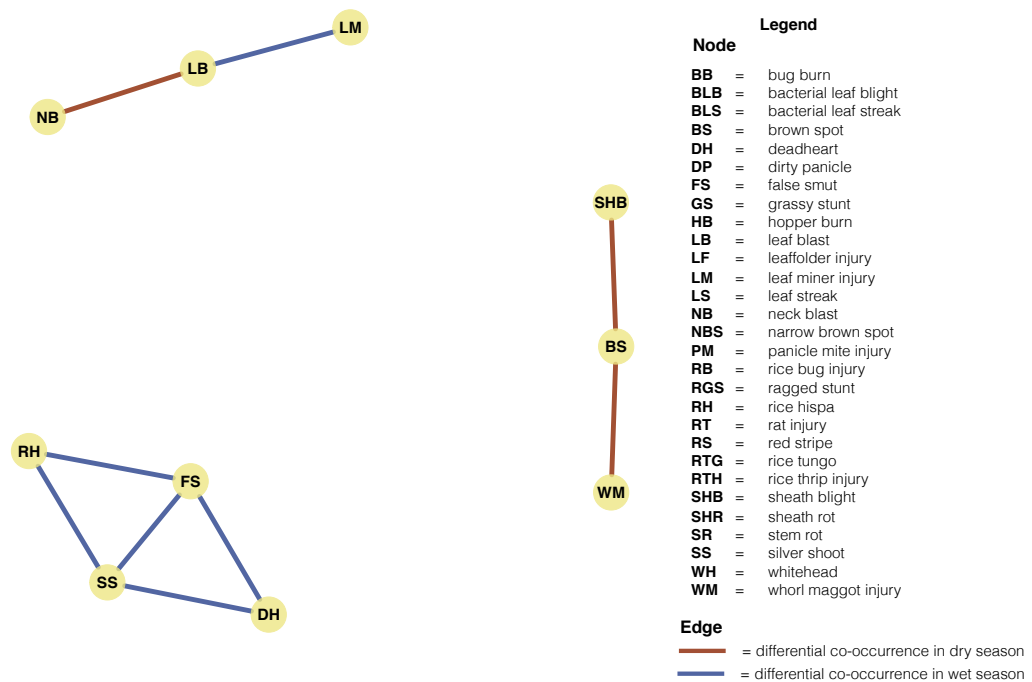 LM
LB
NB
SHB
BS
WM
RH
FS
SS
DH
Legend
Node
BB = bug burn
BLB = bacterial leaf blight
BLS = bacterial leaf streak
BS = brown spot
DH = deadheart
DP = dirty panicle
FS = false smut
GS = grassy stunt
HB = hopper burn
LB = leaf blast
LF = leaffolder injury
LM = leaf miner injury
LS = leaf streak
NB = neck blast
NBS = narrow brown spot
PM = panicle mite injury
RB = rice bug injury
RGS = ragged stunt
RH = rice hispa
RT = rat injury
RS = red stripe
RTG = rice tungo
RTH = rice thrip injury
SHB = sheath blight
SHR = sheath rot
SR = stem rot
SS = silver shoot
WH = whitehead
WM = whorl maggot injury
Edge
= differential co-occurrence in dry season
= differential co-occurrence in wet season